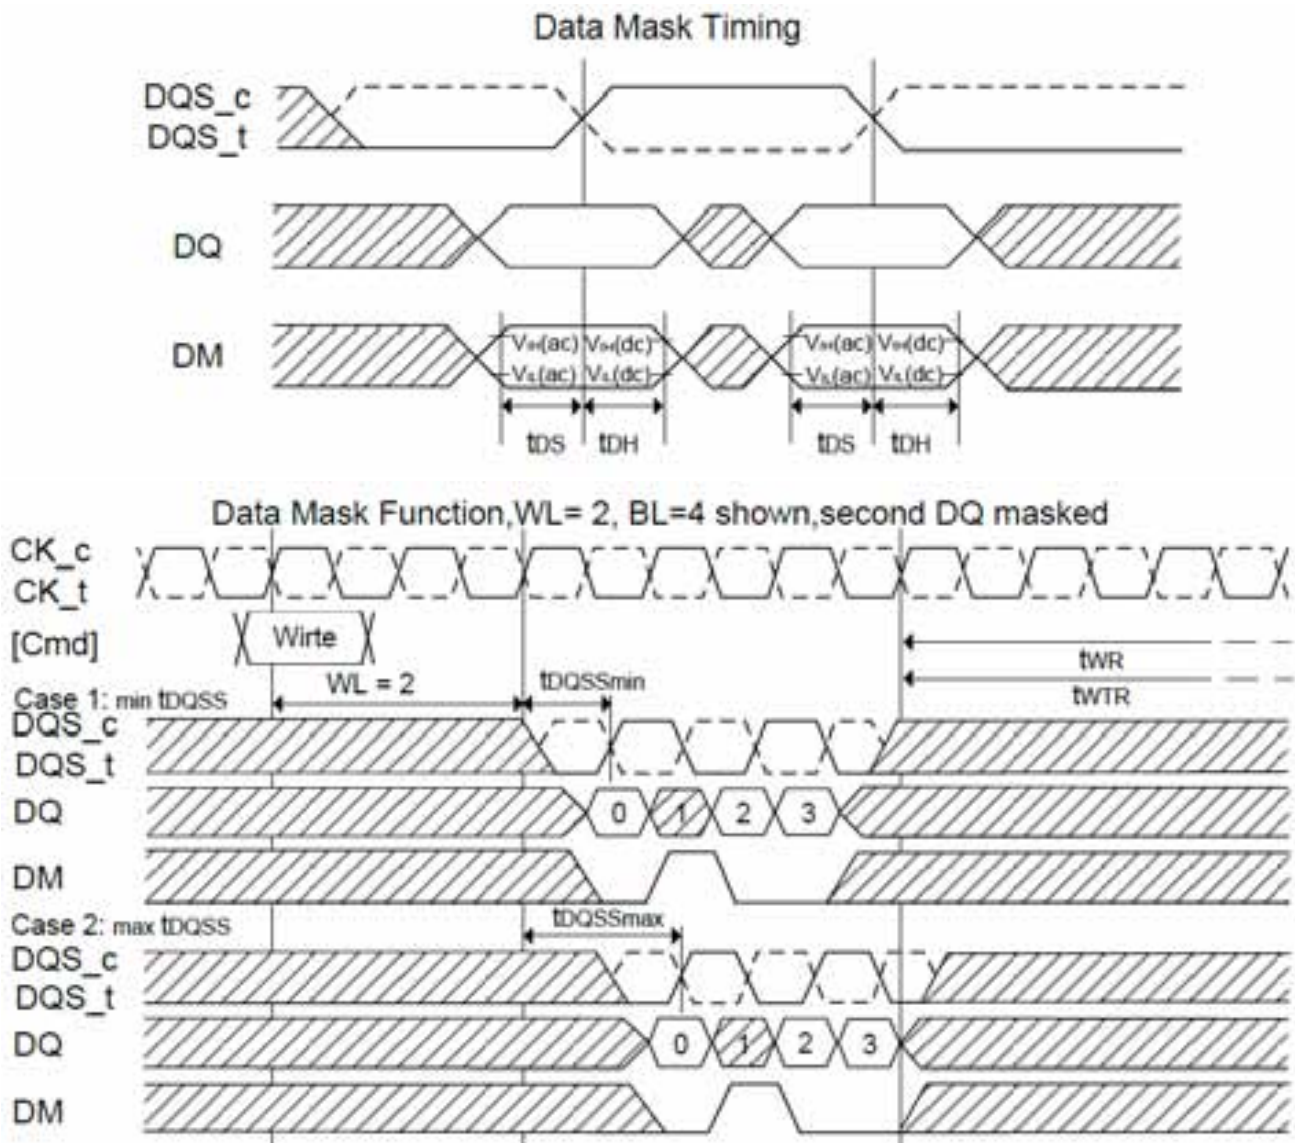 Data Mask Timing
DQS_c
DQS_t
DQ
DM
VIH(ac) VIH(dc) VIH(ac) VIH(dc)
VIL(ac) VIL(dc) VIL(ac) VIL(dc)
tDS tDH tDS tDH
Data Mask Function,WL= 2, BL=4 shown,second DQ masked
CK_c
CK_t
[Cmd] Wirte
tWR
WL = 2 tDQSSmin
tWTR
Case 1: min tDQSS
DQS_c
DQS_t
DQ 0 1 2 3
DM
tDQSSmax
Case 2: max tDQSS
DQS_c
DQS_t
DQ 0 1 2 3
DM